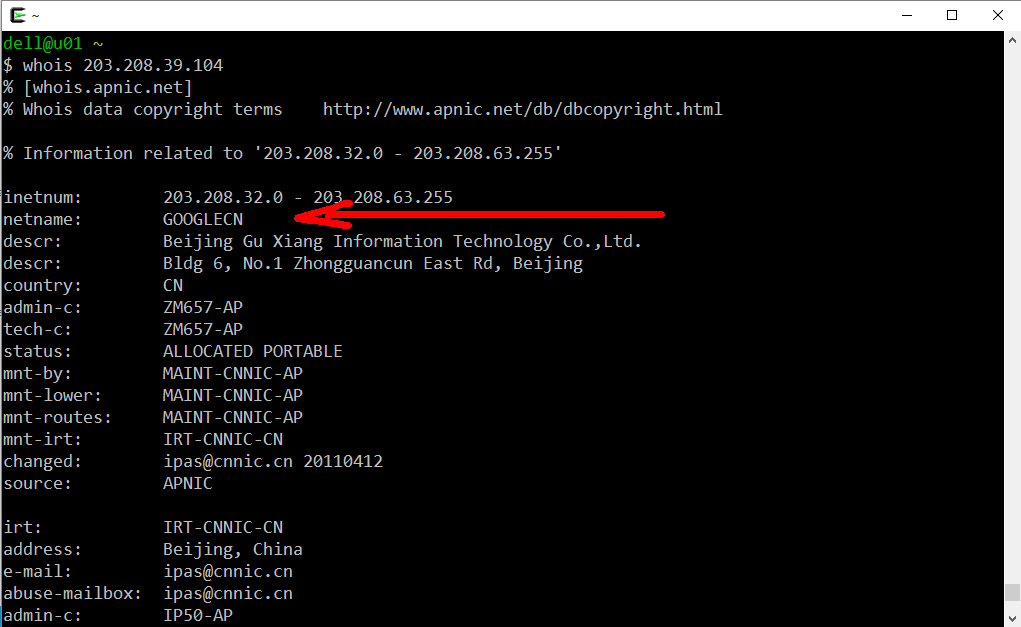 ~
dell@u01 ~
$ whois 203.208.39.104
% [whois.apnic.net]
% Whois data copyright terms    http://www.apnic.net/db/dbcopyright.html
% Information related to '203.208.32.0 - 203.208.63.255'
inetnum:        203.208.32.0 - 203.208.63.255
netname:        GOOGLECN
descr:          Beijing Gu Xiang Information Technology Co.,Ltd.
descr:          Bldg 6, No.1 Zhongguancun East Rd, Beijing
country:        CN
admin-c:        ZM657-AP
tech-c:         ZM657-AP
status:         ALLOCATED PORTABLE
mnt-by:         MAINT-CNNIC-AP
mnt-lower:      MAINT-CNNIC-AP
mnt-routes:     MAINT-CNNIC-AP
mnt-irt:        IRT-CNNIC-CN
changed:        ipas@cnnic.cn 20110412
source:         APNIC
irt:            IRT-CNNIC-CN
address:        Beijing, China
e-mail:         ipas@cnnic.cn
abuse-mailbox:  ipas@cnnic.cn
admin-c:        IP50-AP